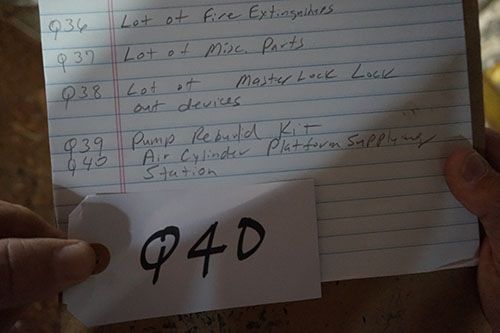 Q36 Lot of Fire Extinguishers
Q37 Lot of Misc. Parts
Q38 Lot of Master Lock Lock
out devices
Q39 Pump Rebuild Kit
Q40 Air Cylinder Platform Supplying
Station
Q40